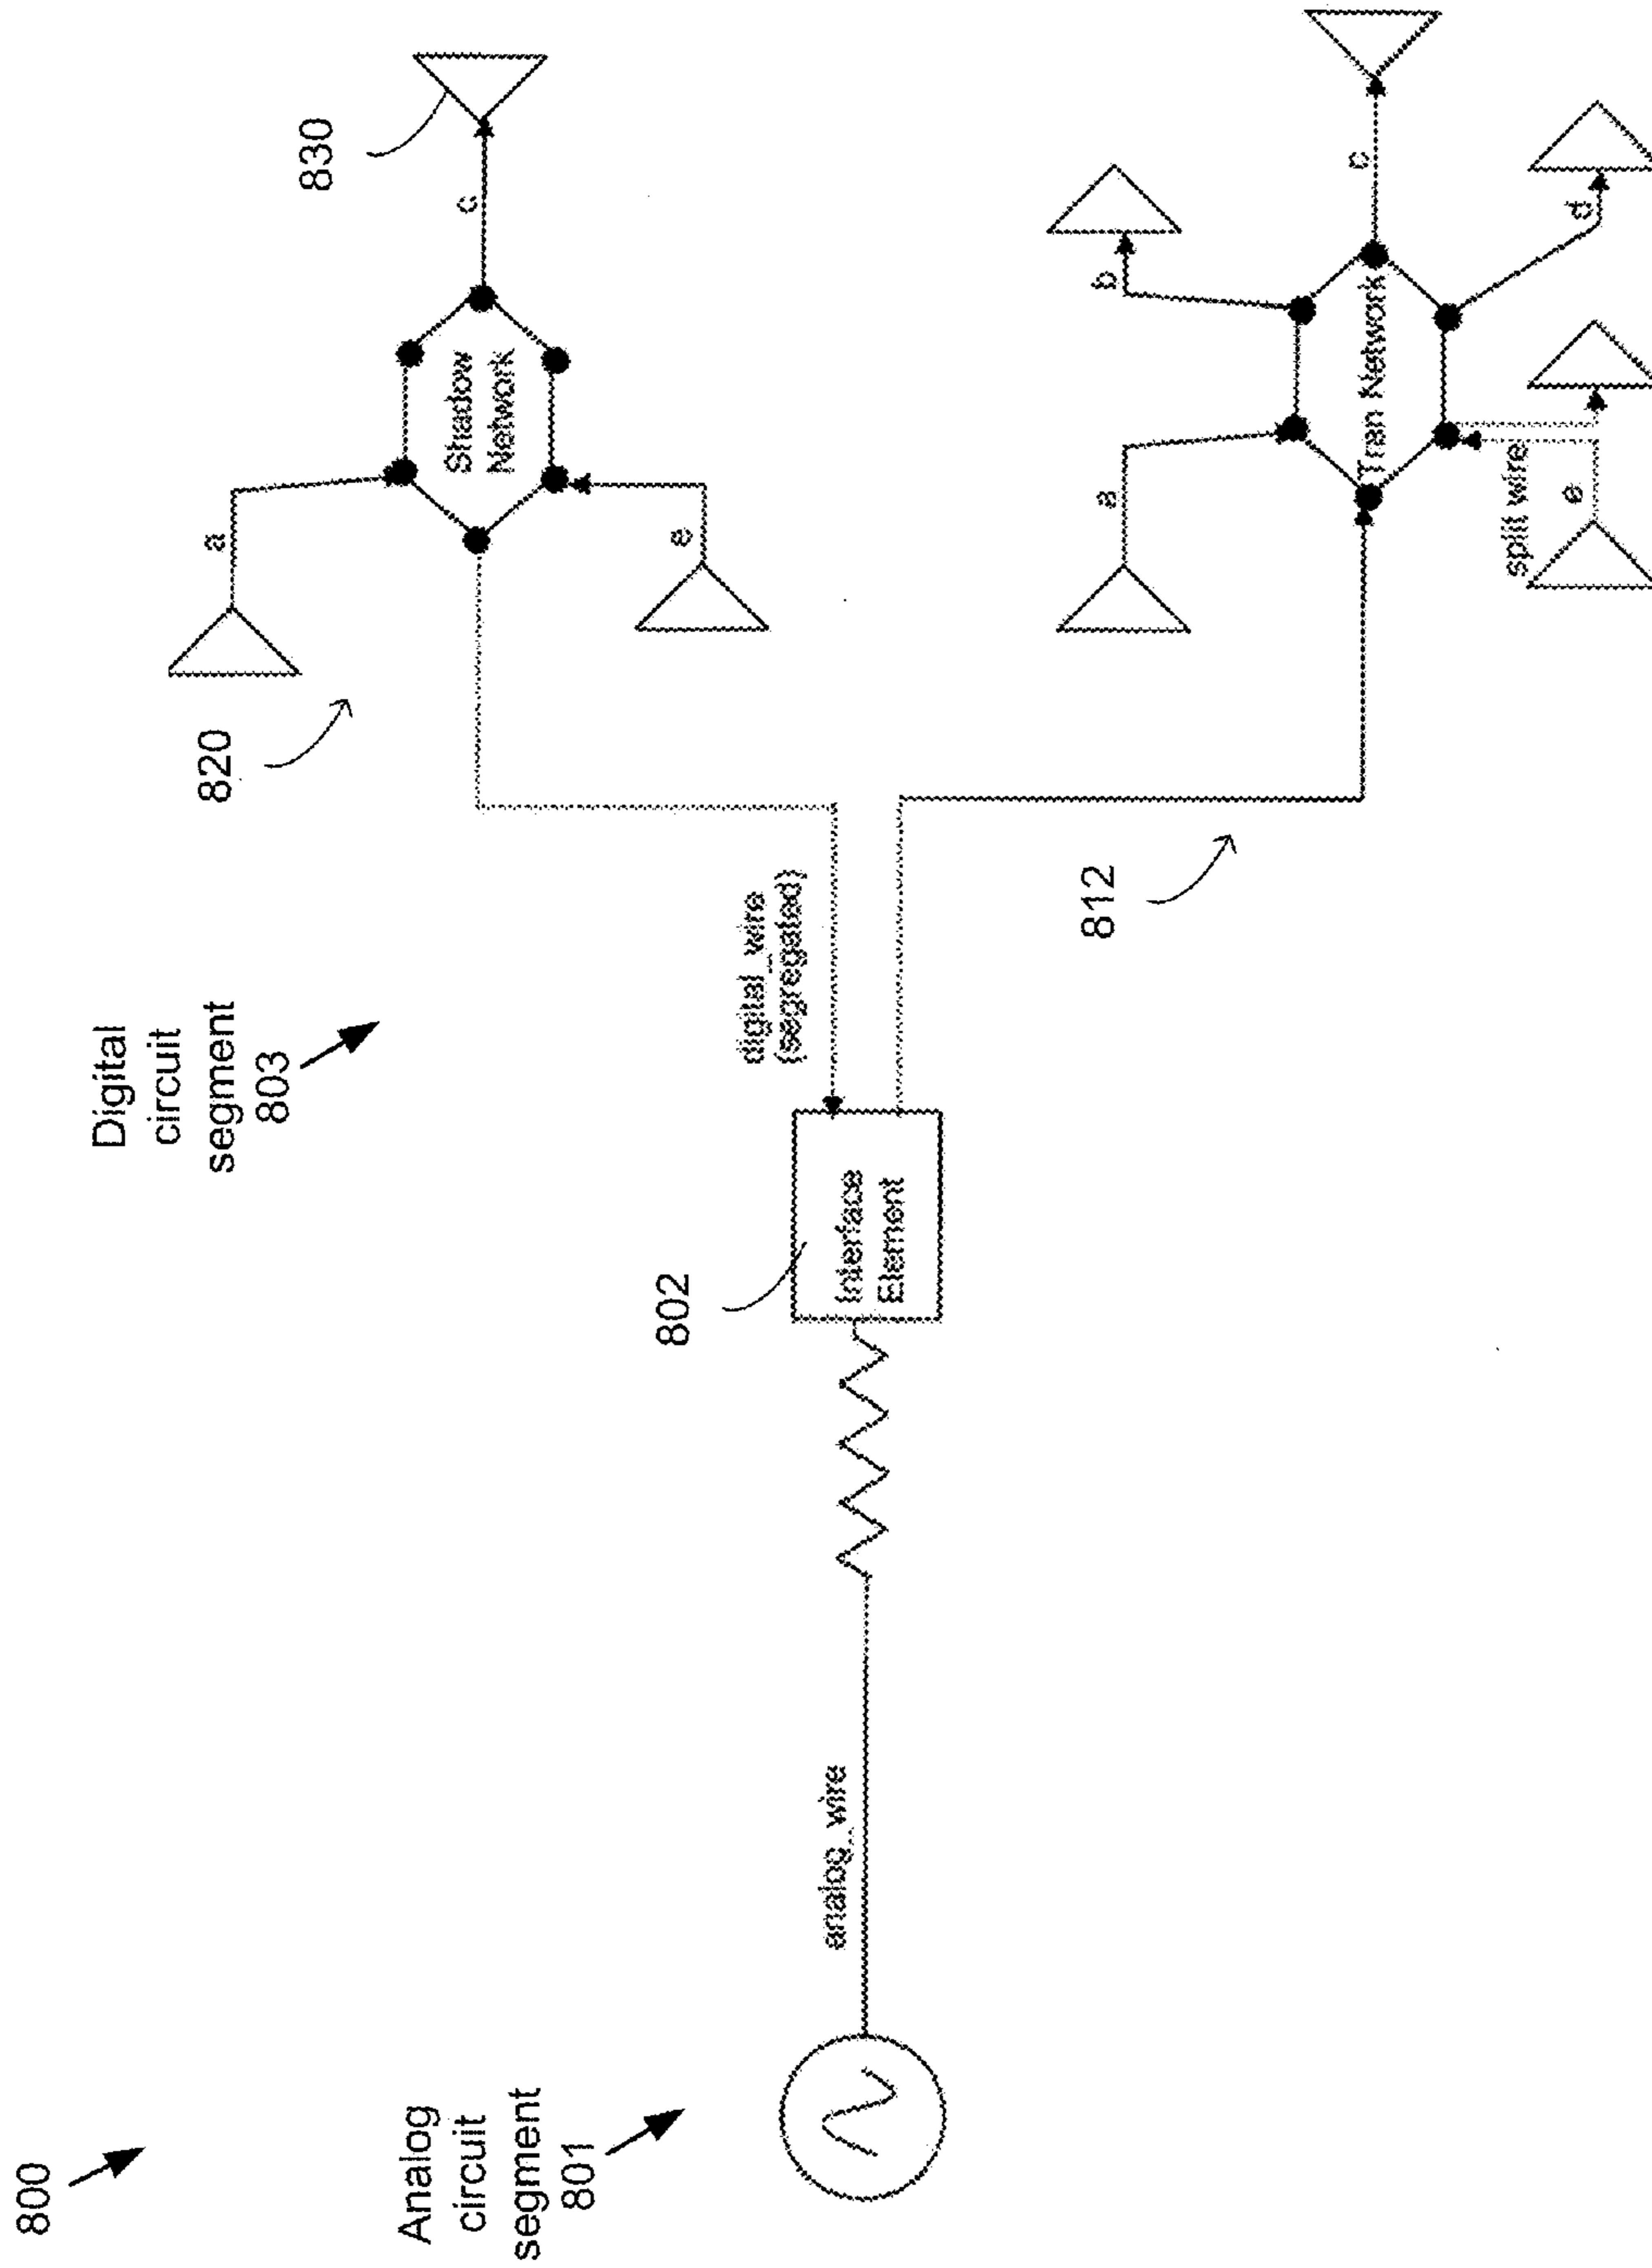 800
Analog
circuit
segment
801
analog_wire
802
Interface
Element
Digital
circuit
segment
803
digital_wire
(segregated)
812
820
a
e
Shadow
Network
c
830
a
b
split wire
e
Tran Network
d
c